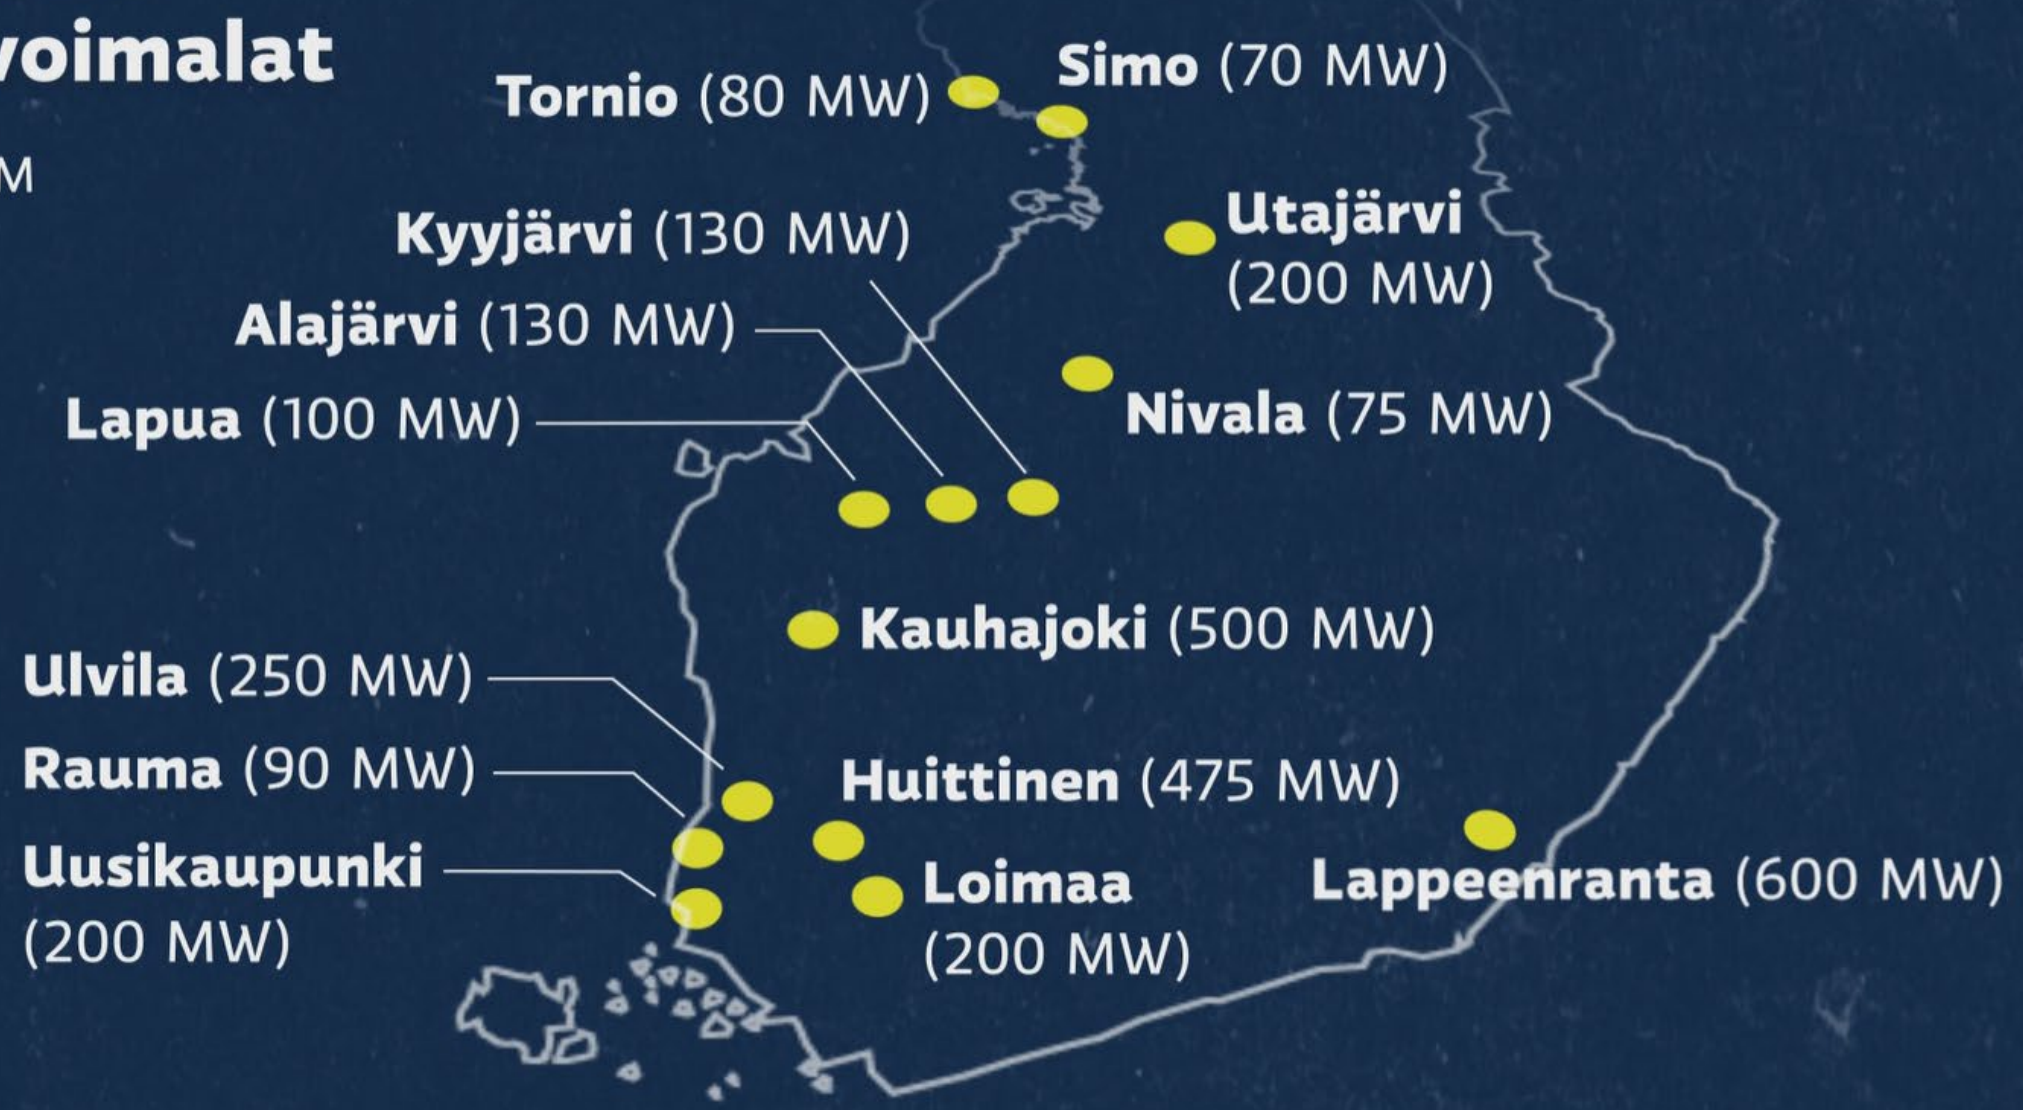 voimalat
M
Tornio (80 MW)
Simo (70 MW)
Kyyjärvi (130 MW)
Utajärvi
(200 MW)
Alajärvi (130 MW)
Lapua (100 MW)
Nivala (75 MW)
Kauhajoki (500 MW)
Ulvila (250 MW)
Rauma (90 MW)
Huittinen (475 MW)
Uusikaupunki
(200 MW)
Loimaa
(200 MW)
Lappeenranta (600 MW)